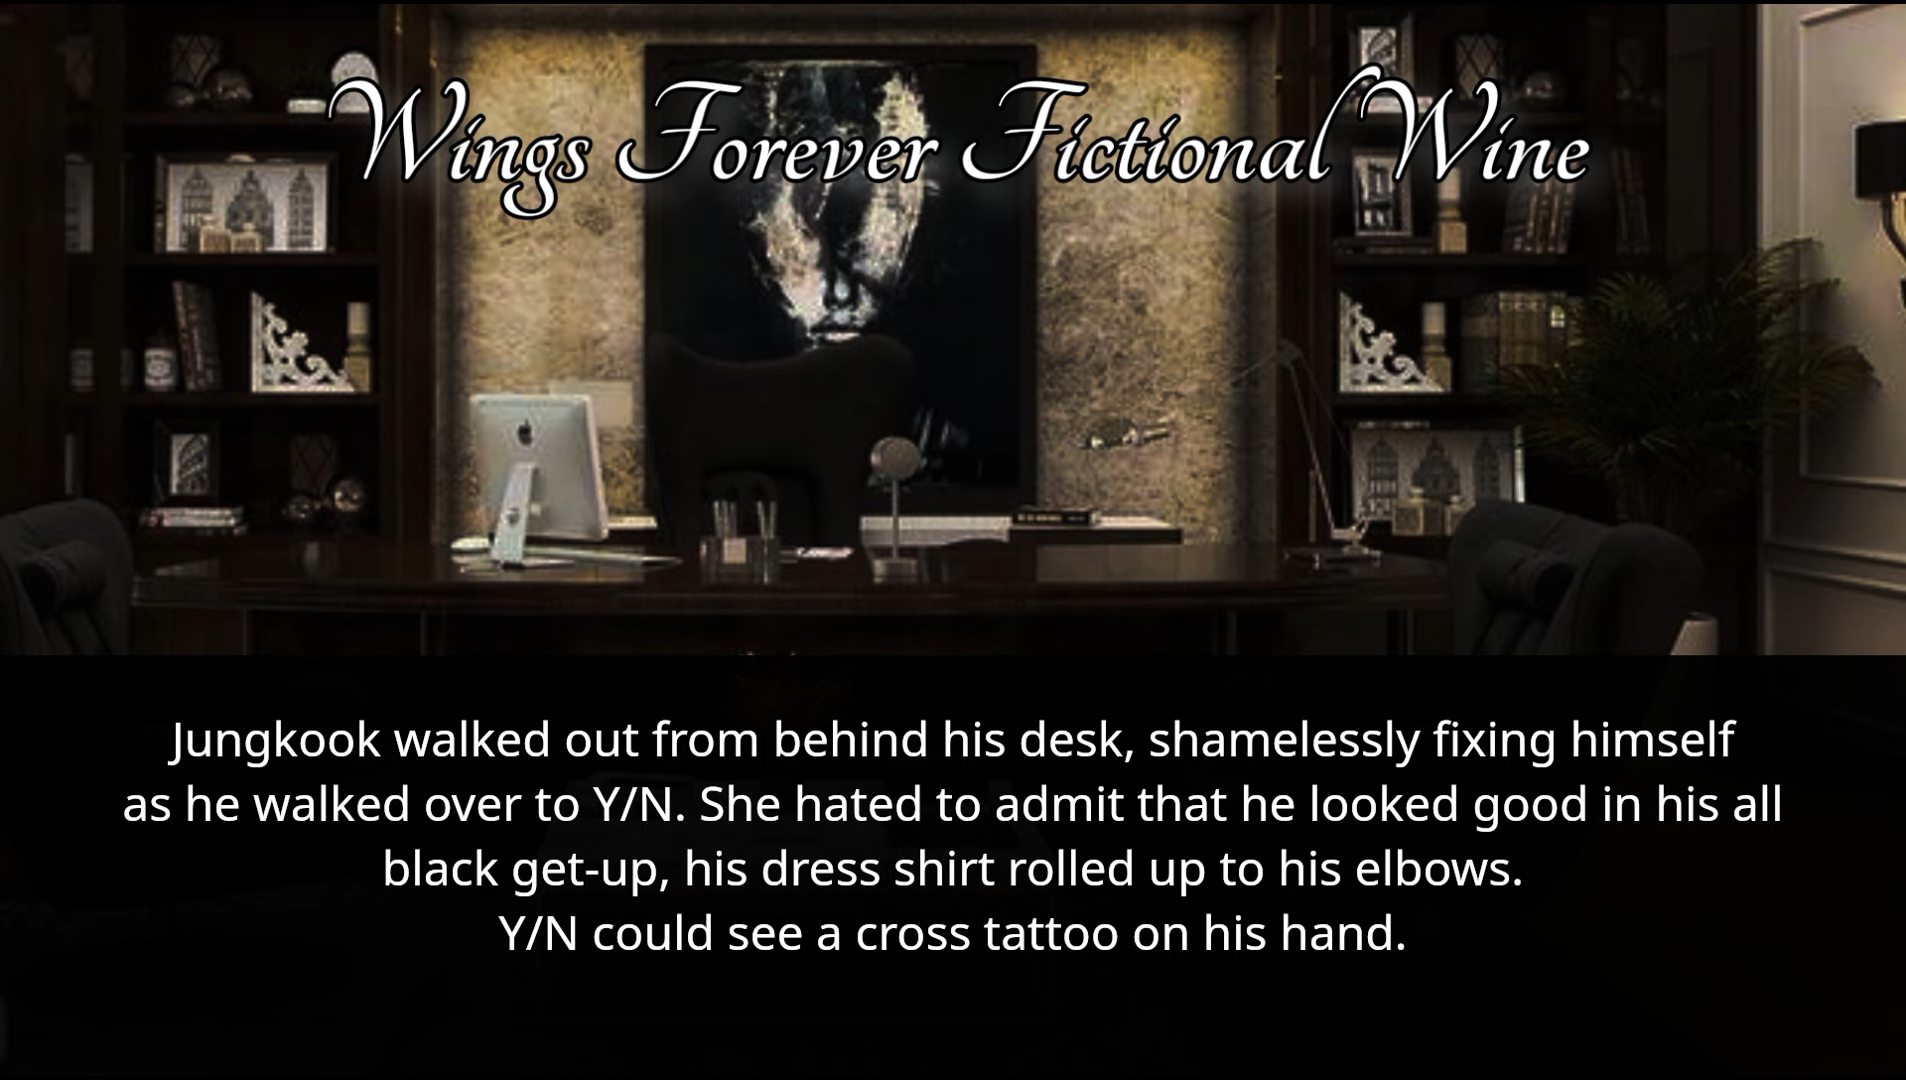 Wings Forever Fictional Wine
Jungkook walked out from behind his desk, shamelessly fixing himself
as he walked over to Y/N. She hated to admit that he looked good in his all
black get-up, his dress shirt rolled up to his elbows.
Y/N could see a cross tattoo on his hand.